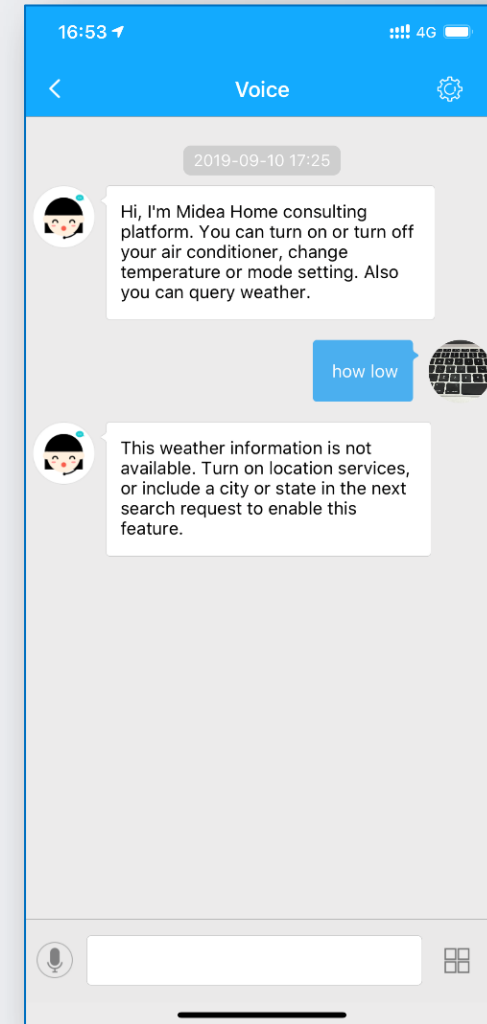 16:53
4G
Voice
2019-09-10 17:25
Hi, I'm Midea Home consulting
platform. You can turn on or turn off
your air conditioner, change
temperature or mode setting. Also
you can query weather.
how low
This weather information is not
available. Turn on location services,
or include a city or state in the next
search request to enable this
feature.